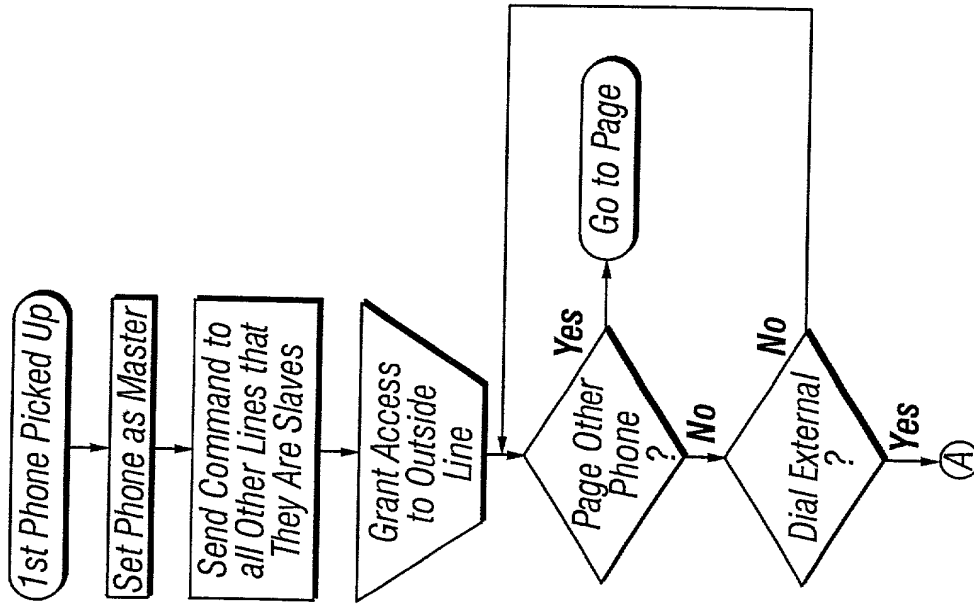 1st Phone Picked Up
Set Phone as Master
Send Command to
all Other Lines that
They Are Slaves
Grant Access
to Outside
Line
Page Other
Phone
?
Yes
Go to Page
No
Dial External
?
No
Yes
A